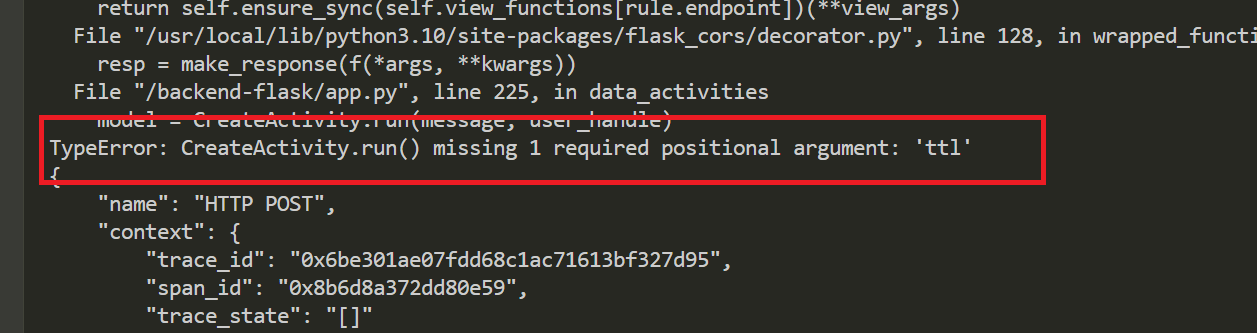 return self.ensure_sync(self.view_functions[rule.endpoint])(**view_args)
File "/usr/local/lib/python3.10/site-packages/flask_cors/decorator.py", line 128, in wrapped_functi
resp = make_response(f(*args, **kwargs))
File "/backend-flask/app.py", line 225, in data_activities
model = CreateActivity.run(message, user_handle)
TypeError: CreateActivity.run() missing 1 required positional argument: 'ttl'
{
"name": "HTTP POST",
"context": {
"trace_id": "0x6be301ae07fdd68c1ac71613bf327d95",
"span_id": "0x8b6d8a372dd80e59",
"trace_state": "[]"